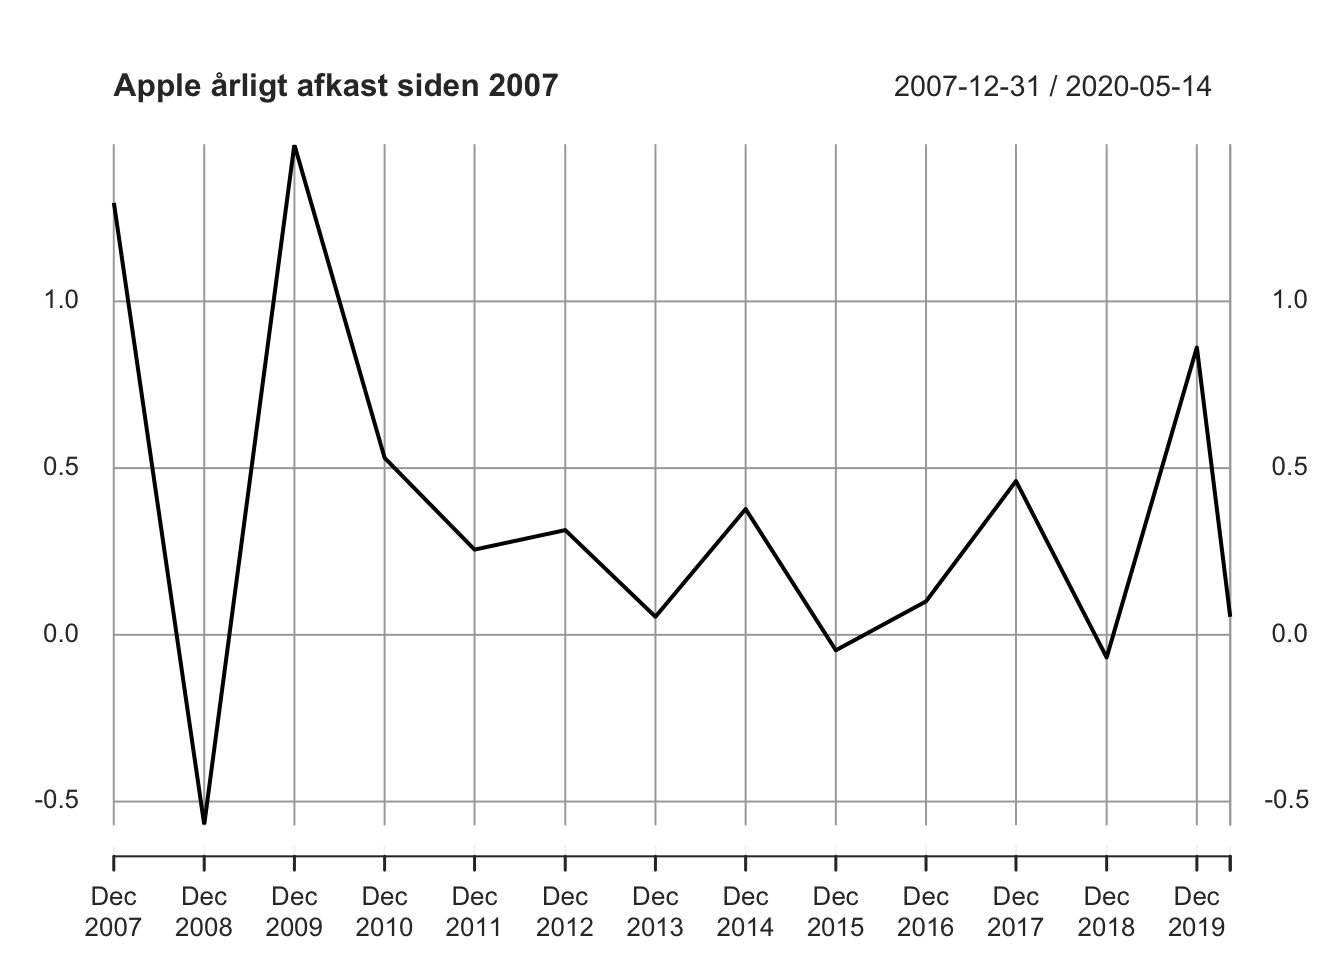 Apple årligt afkast siden 2007
2007-12-31 / 2020-05-14
1.0
1.0
0.5
0.5
0.0
0.0
-0.5
-0.5
Dec 2007
Dec 2008
Dec 2009
Dec 2010
Dec 2011
Dec 2012
Dec 2013
Dec 2014
Dec 2015
Dec 2016
Dec 2017
Dec 2018
Dec 2019